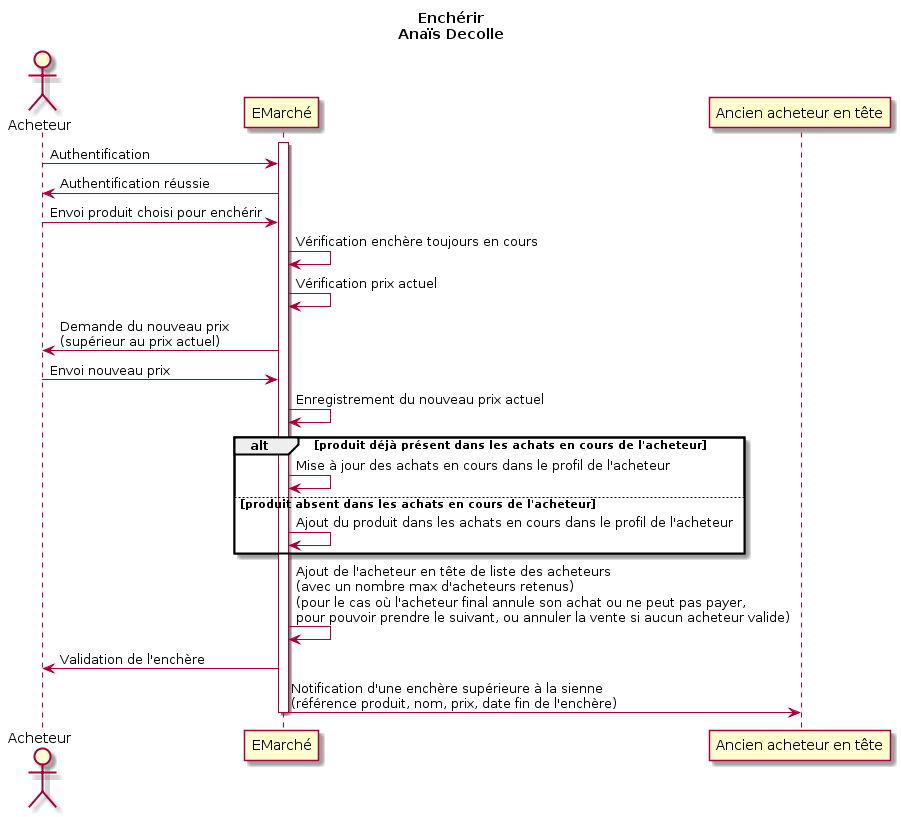 Enchérir
Anaïs Decolle
Acheteur
EMarché
Ancien acheteur en tête
Authentification
Authentification réussie
Envoi produit choisi pour enchérir
Vérification enchère toujours en cours
Vérification prix actuel
Demande du nouveau prix
(supérieur au prix actuel)
Envoi nouveau prix
Enregistrement du nouveau prix actuel
alt [produit déjà présent dans les achats en cours de l'acheteur]
Mise à jour des achats en cours dans le profil de l'acheteur
[produit absent dans les achats en cours de l'acheteur]
Ajout du produit dans les achats en cours dans le profil de l'acheteur
Ajout de l'acheteur en tête de liste des acheteurs
(avec un nombre max d'acheteurs retenus)
(pour le cas où l'acheteur final annule son achat ou ne peut pas payer,
pour pouvoir prendre le suivant, ou annuler la vente si aucun acheteur valide)
Validation de l'enchère
Notification d'une enchère supérieure à la sienne
(référence produit, nom, prix, date fin de l'enchère)
Acheteur
EMarché
Ancien acheteur en tête